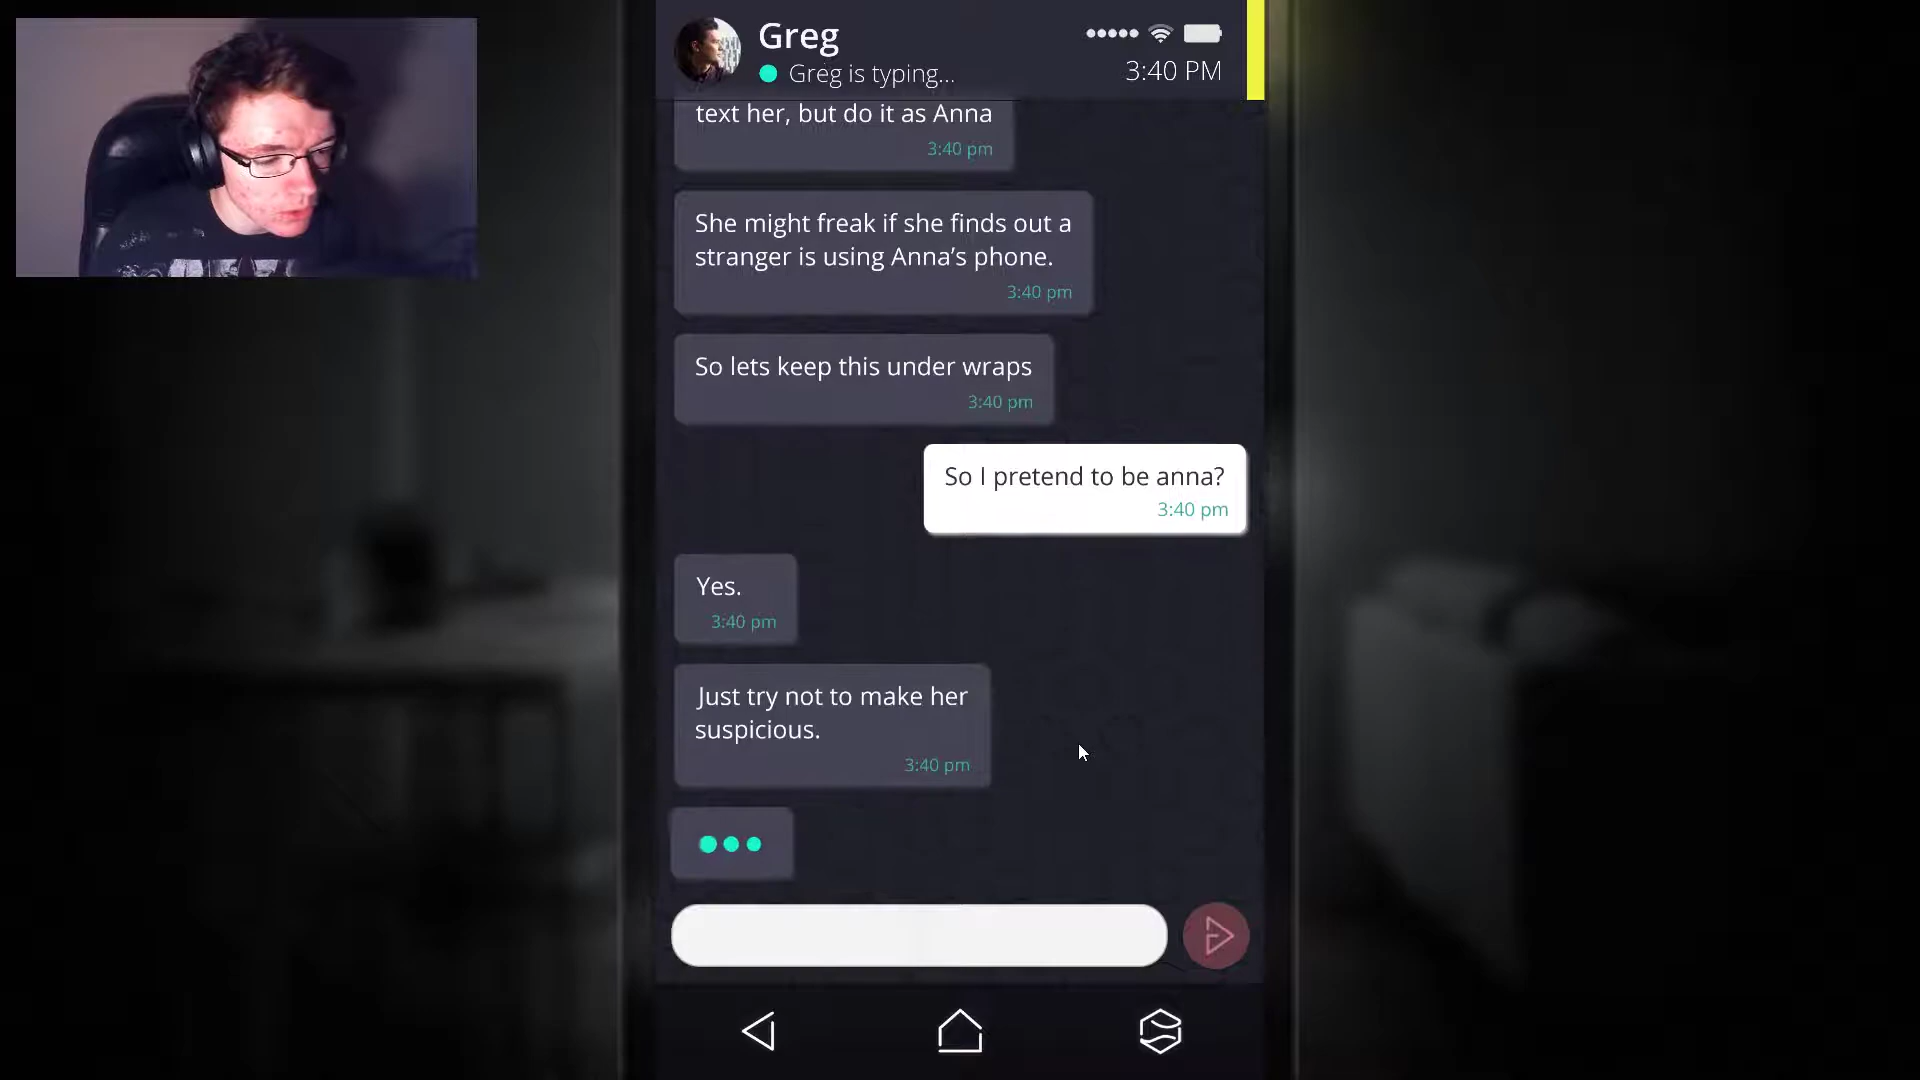 Greg
Greg is typing...
3:40 PM
text her, but do it as Anna
3:40 pm
She might freak if she finds out a
stranger is using Anna’s phone.
3:40 pm
So lets keep this under wraps
3:40 pm
So I pretend to be anna?
3:40 pm
Yes.
3:40 pm
Just try not to make her
suspicious.
3:40 pm